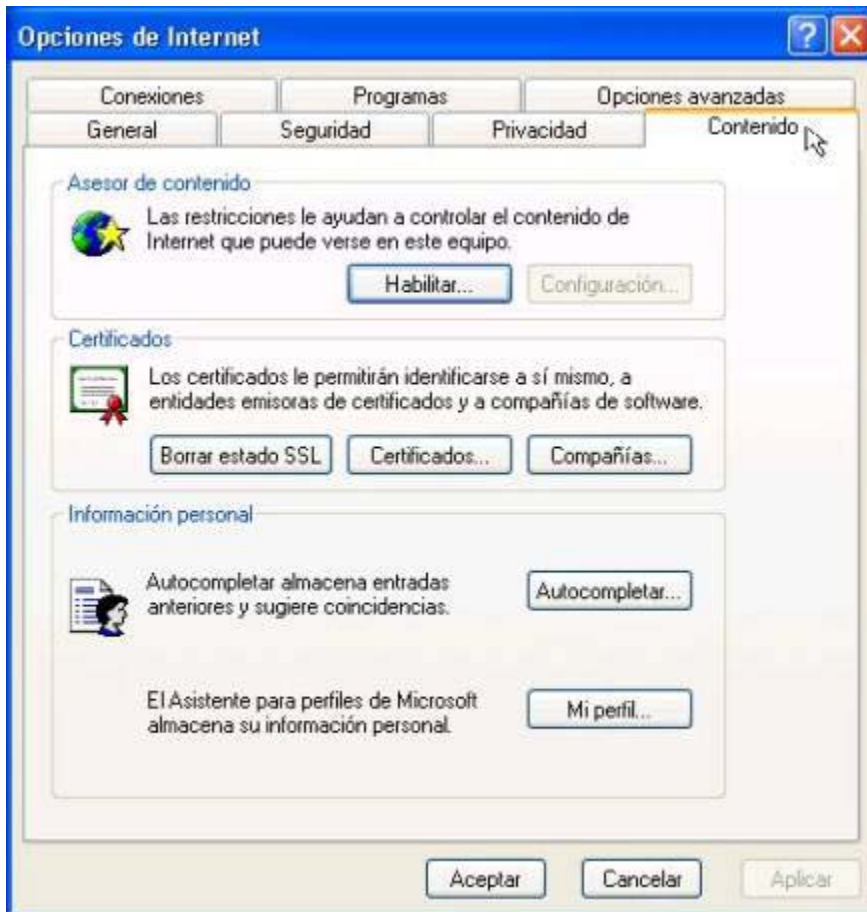 Opciones de Internet
Conexiones Programas Opciones avanzadas
General Seguridad Privacidad Contenido
Asesor de contenido
Las restricciones le ayudan a controlar el contenido de
Internet que puede verse en este equipo.
Habilitar... Configuración...
Certificados
Los certificados le permitirán identificarse a sí mismo, a
entidades emisoras de certificados y a compañías de software.
Borrar estado SSL Certificados... Compañías...
Información personal
Autocompletar almacena entradas
anteriores y sugiere coincidencias.
Autocompletar...
El Asistente para perfiles de Microsoft
almacena su información personal.
Mi perfil...
Aceptar Cancelar Aplicar